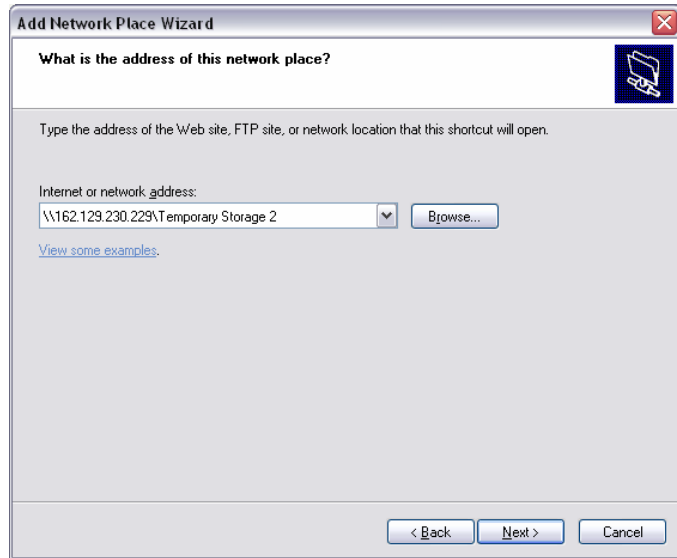 Add Network Place Wizard
What is the address of this network place?
Type the address of the Web site, FTP site, or network location that this shortcut will open.
Internet or network address:
\\162.129.230.229\Temporary Storage 2
Browse...
View some examples.
< Back
Next >
Cancel